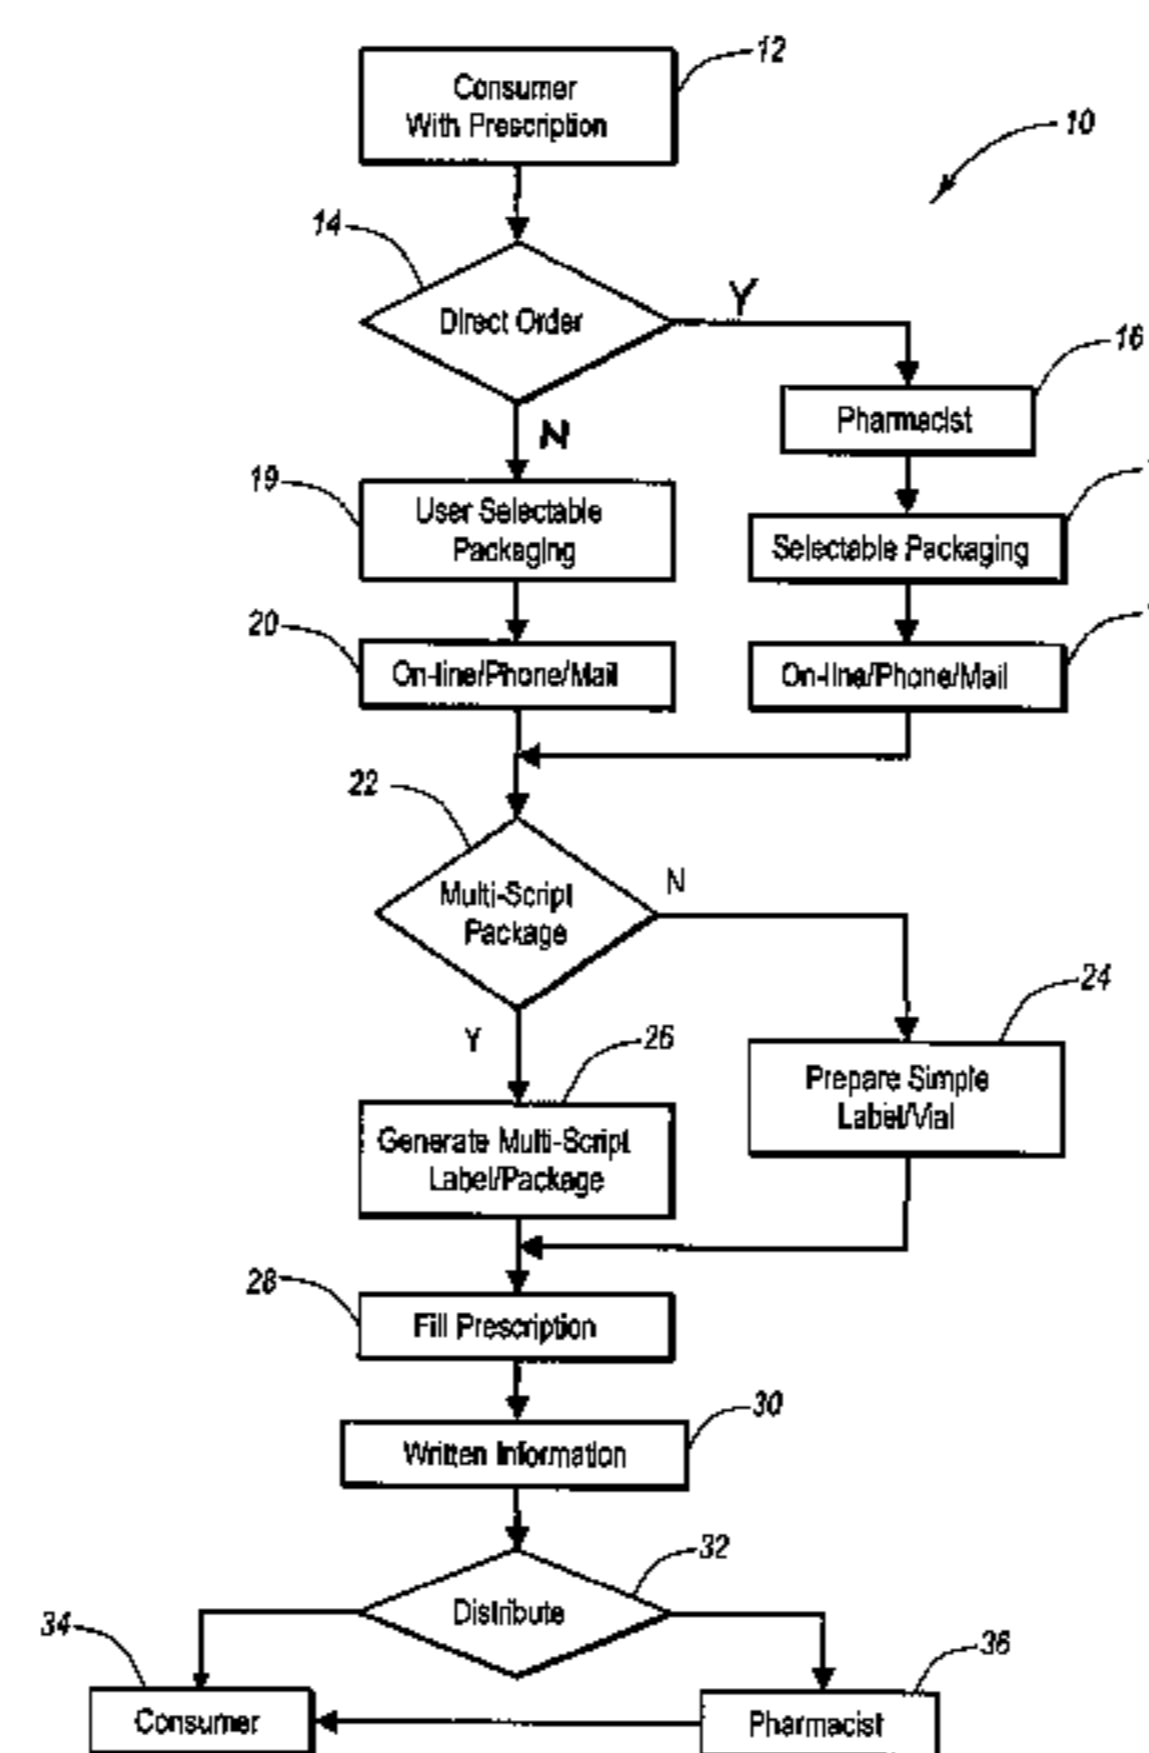 12
Consumer
With Prescription
10
14
Direct Order
Y
16
Pharmacist
N
19
User Selectable
Packaging
Selectable Packaging
20
On-line/Phone/Mail
On-line/Phone/Mail
22
Multi-Script
Package
N
24
Y
26
Prepare Simple
Label/Vial
Generate Multi-Script
Label/Package
28
Fill Prescription
30
Written Information
32
Distribute
34
36
Consumer
Pharmacist